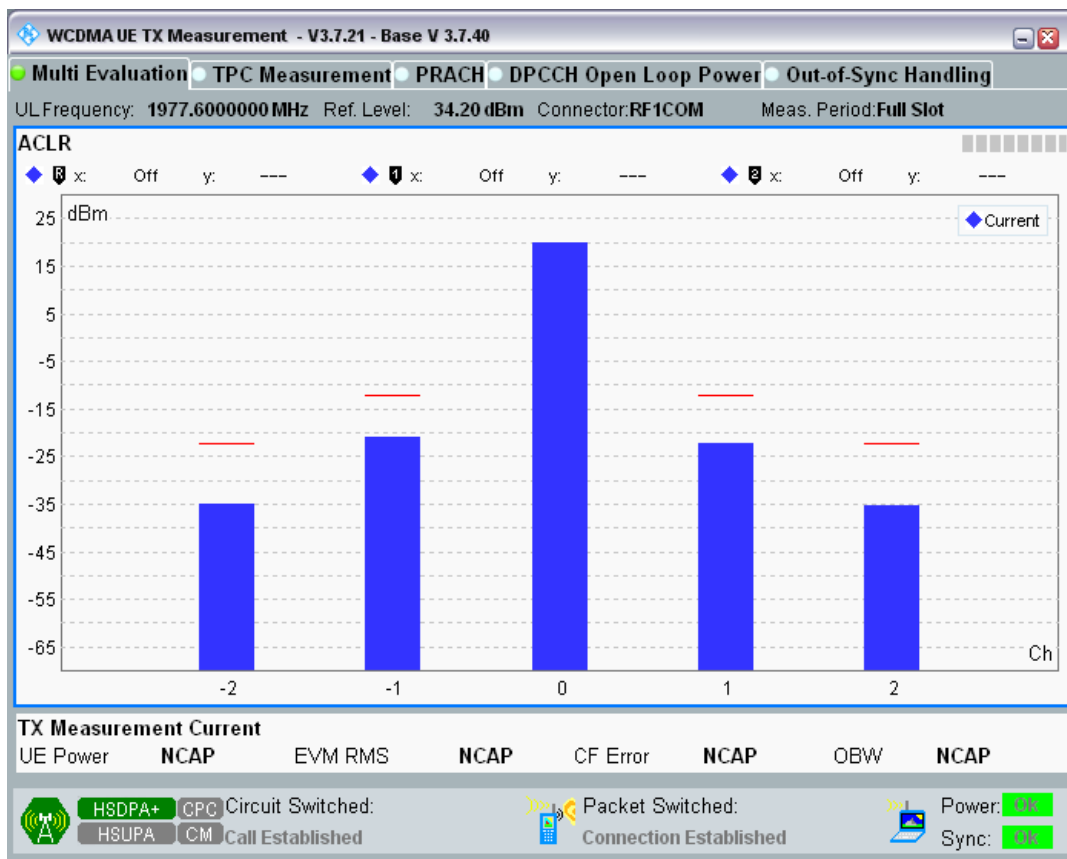 WCDMA UE TX Measurement - V3.7.21 - Base V 3.7.40
Multi Evaluation TPC Measurement PRACH DPCCH Open Loop Power Out-of-Sync Handling
UL Frequency: 1977.6000000 MHz Ref. Level: 34.20 dBm Connector:RF1COM Meas. Period:Full Slot
ACLR
R x: Off y: --- 1 x: Off y: --- 2 x: Off y: ---
dBm
Current
25
15
5
-5
-15
-25
-35
-45
-55
-65
Ch
-2 -1 0 1 2
TX Measurement Current
UE Power NCAP EVM RMS NCAP CF Error NCAP OBW NCAP
HSDPA+ CPC Circuit Switched: Packet Switched: Power: Ok
HSUPA CM Call Established Connection Established Sync: Ok